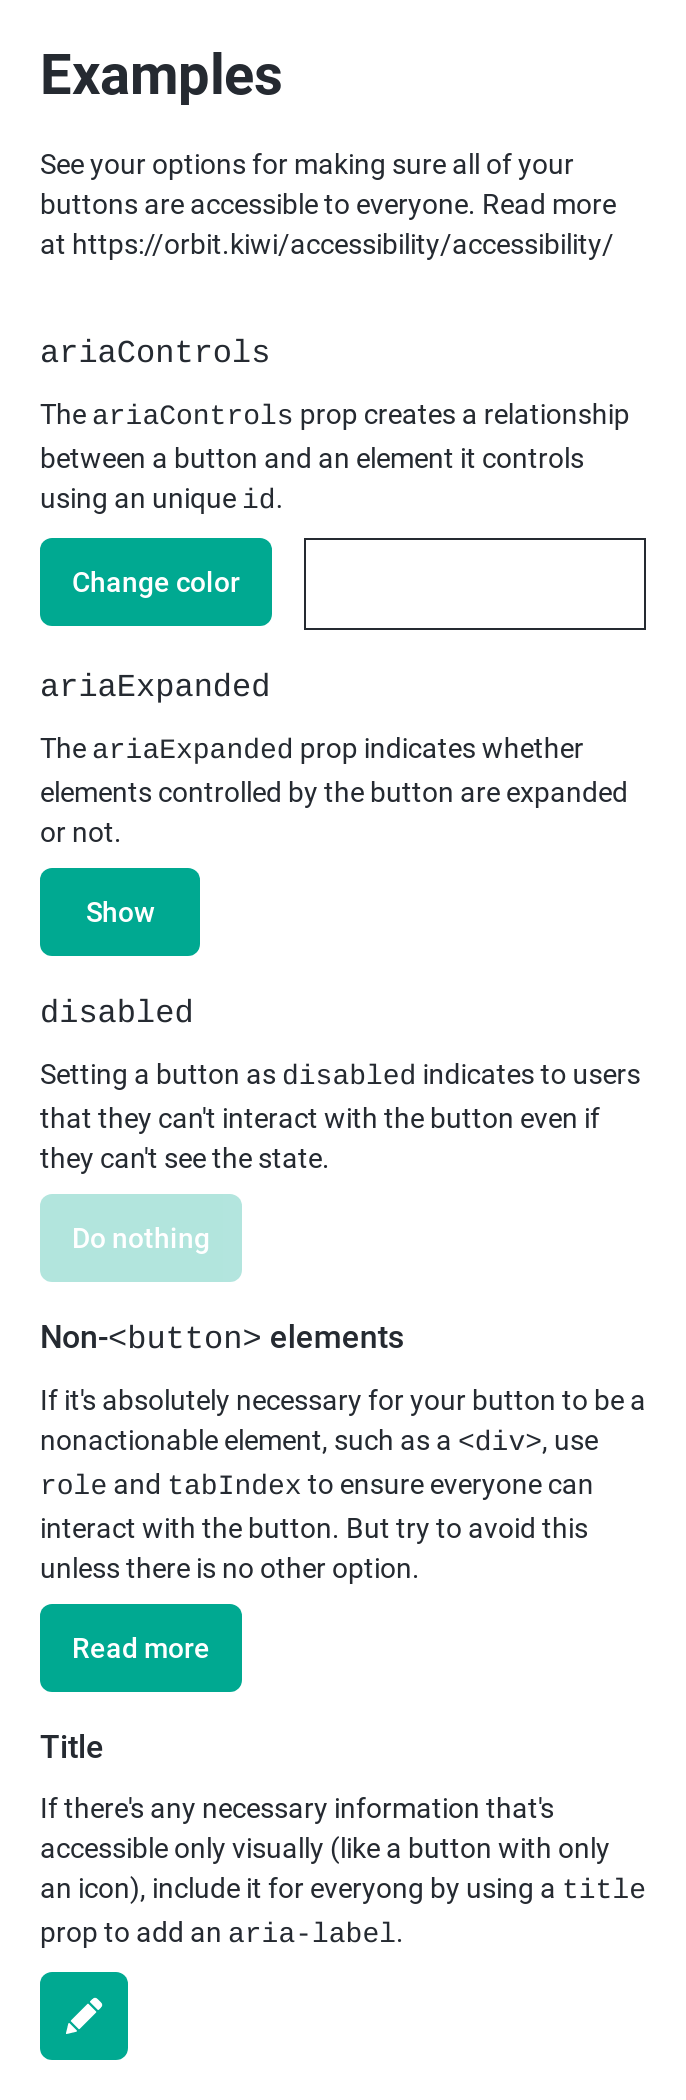 Examples
See your options for making sure all of your
buttons are accessible to everyone. Read more
at https://orbit.kiwi/accessibility/accessibility/
ariaControls
The ariaControls prop creates a relationship
between a button and an element it controls
using an unique id.
Change color
ariaExpanded
The ariaExpanded prop indicates whether
elements controlled by the button are expanded
or not.
Show
disabled
Setting a button as disabled indicates to users
that they can't interact with the button even if
they can't see the state.
Do nothing
Non-<button> elements
If it's absolutely necessary for your button to be a
nonactionable element, such as a <div>, use
role and tabIndex to ensure everyone can
interact with the button. But try to avoid this
unless there is no other option.
Read more
Title
If there's any necessary information that's
accessible only visually (like a button with only
an icon), include it for everyong by using a title
prop to add an aria-label.